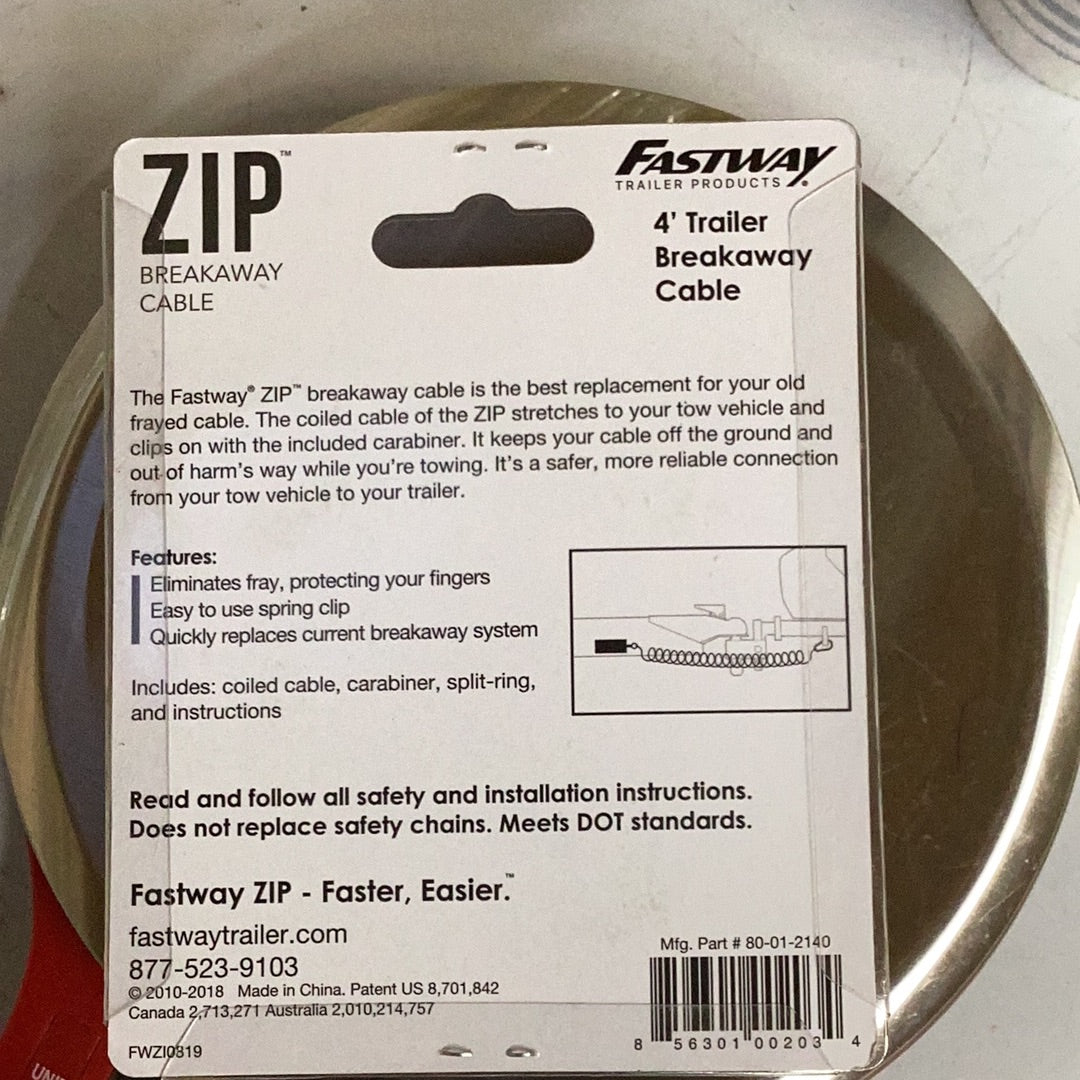 ZIP™
BREAKAWAY
CABLE
FASTWAY
TRAILER PRODUCTS
4' Trailer
Breakaway
Cable
The Fastway® ZIP™ breakaway cable is the best replacement for your old
frayed cable. The coiled cable of the ZIP stretches to your tow vehicle and
clips on with the included carabiner. It keeps your cable off the ground and
out of harm's way while you're towing. It's a safer, more reliable connection
from your tow vehicle to your trailer.
Features:
Eliminates fray, protecting your fingers
Easy to use spring clip
Quickly replaces current breakaway system
Includes: coiled cable, carabiner, split-ring,
and instructions
Read and follow all safety and installation instructions.
Does not replace safety chains. Meets DOT standards.
Fastway ZIP - Faster, Easier.™
fastwaytrailer.com
877-523-9103
© 2010-2018 Made in China. Patent US 8,701,842
Canada 2,713,271 Australia 2,010,214,757
FWZI0319
Mfg. Part # 80-01-2140
8 56301 00203 4